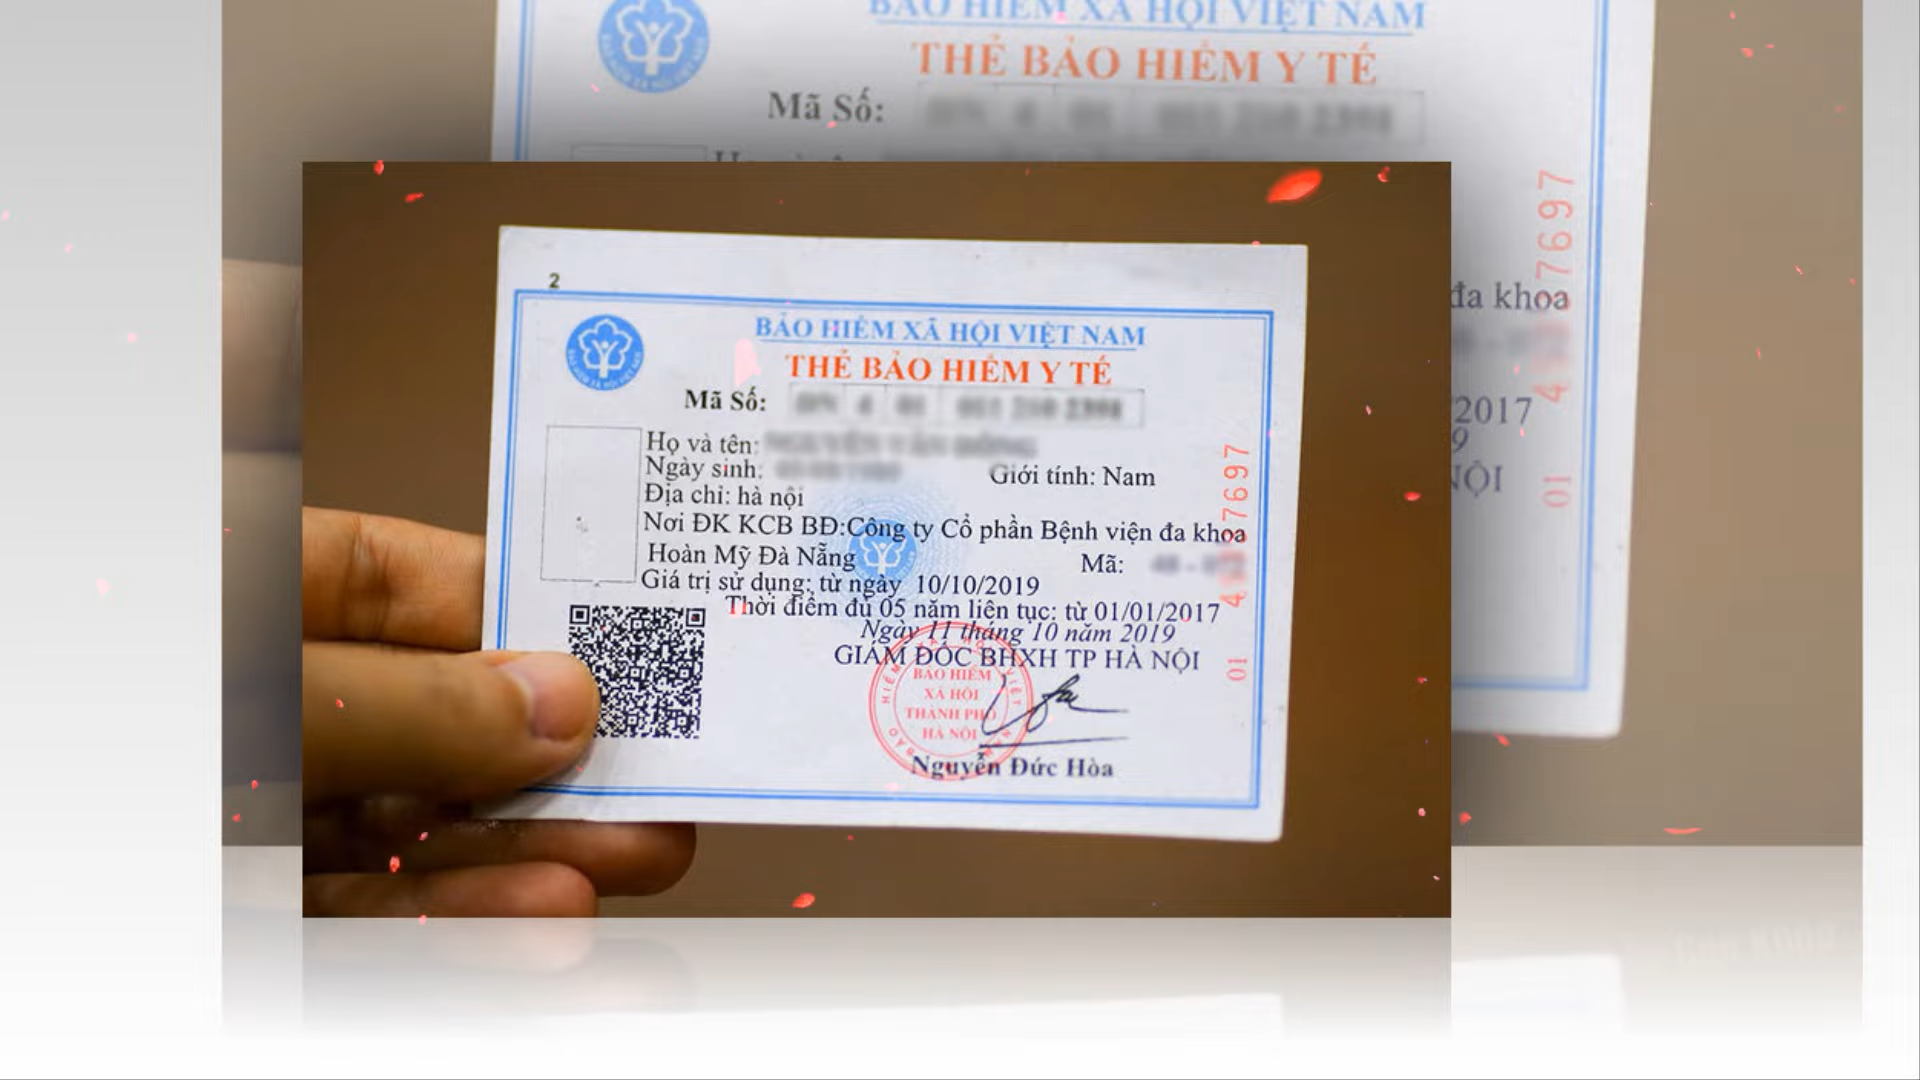 BẢO HIỂM XÃ HỘI VIỆT NAM
THẺ BẢO HIỂM Y TẾ
Mã Số:
đa khoa
/2017
9
NỘI
01
2
BẢO HIỂM XÃ HỘI VIỆT NAM
THẺ BẢO HIỂM Y TẾ
Mã Số:
Họ và tên:
Ngày sinh:
Giới tính: Nam
Địa chỉ: hà nội
Nơi ĐK KCB BĐ:Công ty Cổ phần Bệnh viện đa khoa
Hoàn Mỹ Đà Nẵng
Mã:
Giá trị sử dụng: từ ngày 10/10/2019
Thời điểm đủ 05 năm liên tục: từ 01/01/2017
Ngày 11 tháng 10 năm 2019
GIÁM ĐỐC BHXH TP HÀ NỘI
BẢO HIỂM
XÃ HỘI
THÀNH PHỐ
HÀ NỘI
Nguyễn Đức Hòa
01